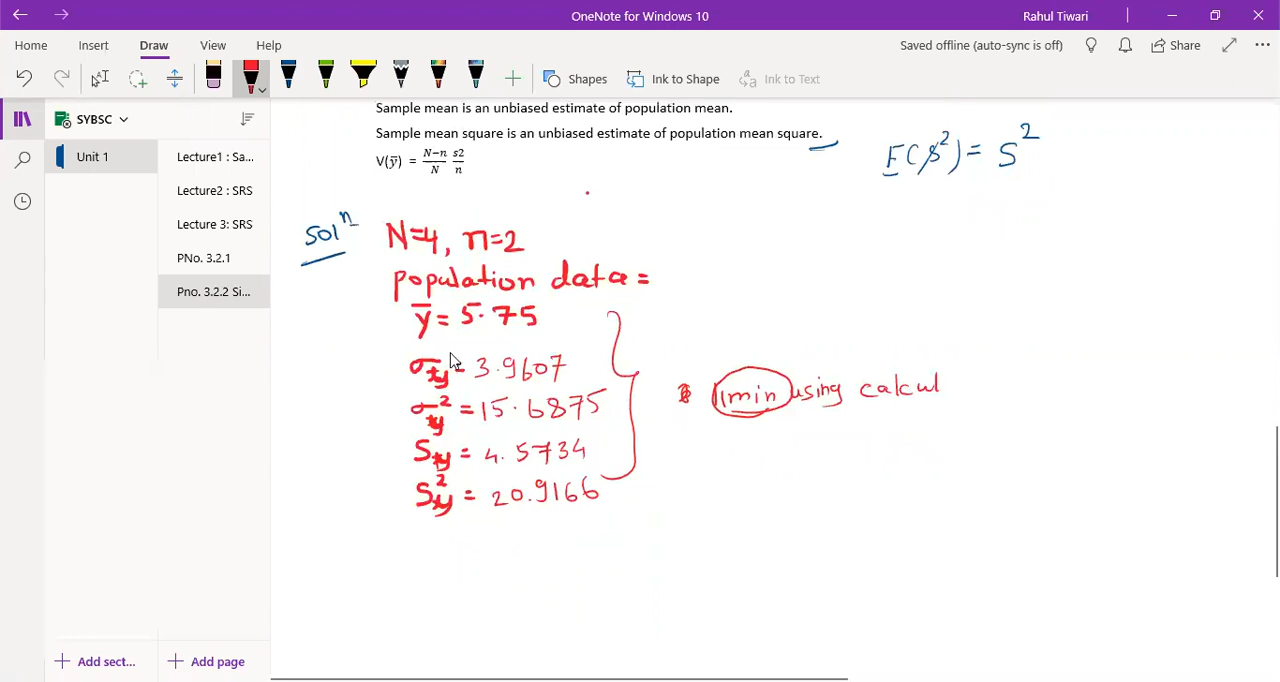 OneNote for Windows 10
Rahul Tiwari
Home Insert Draw View Help
Saved offline (auto-sync is off) Share
Shapes Ink to Shape Ink to Text
SYBSC
Unit 1
Lecture1 : Sa...
Lecture2 : SRS
Lecture 3: SRS
PNo. 3.2.1
Pno. 3.2.2 Si...
Add sect...
Add page
Sample mean is an unbiased estimate of population mean.
Sample mean square is an unbiased estimate of population mean square.
V(ȳ) = N−n/N s2/n
E(s²) = S²
Solⁿ N=4, n=2
population data =
ȳ = 5.75
σy = 3.9607
σy² = 15.6875
Sy = 4.5734
Sy² = 20.9166
1min using calcul